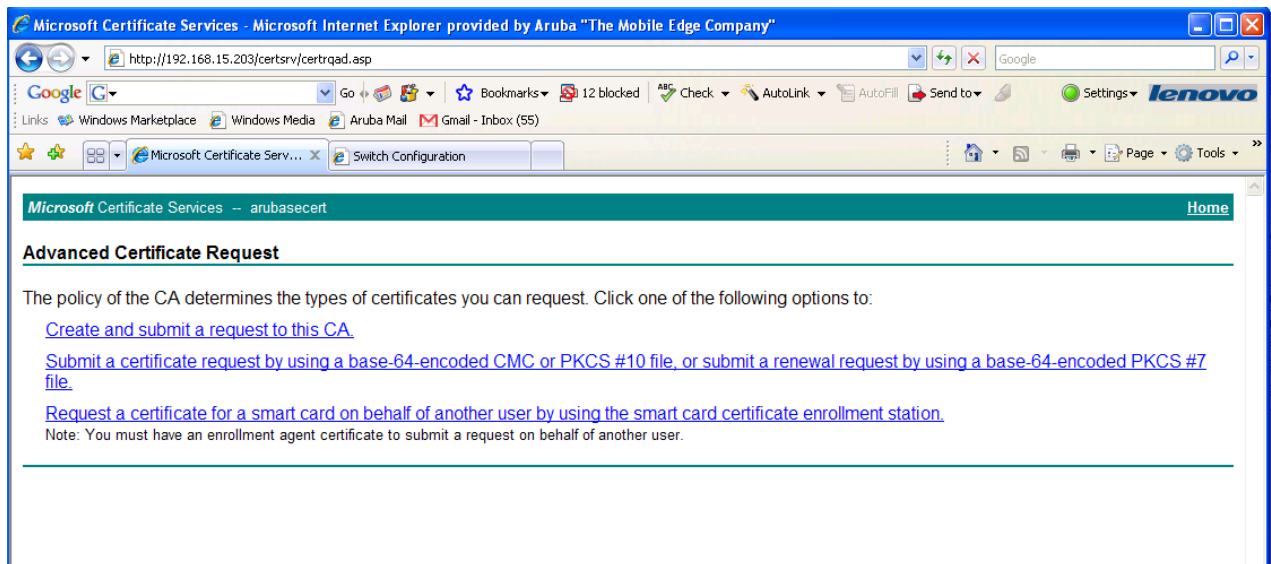 Microsoft Certificate Services - Microsoft Internet Explorer provided by Aruba "The Mobile Edge Company"
http://192.168.15.203/certsrv/certrqad.asp Google
Google G Go Bookmarks 12 blocked ABC Check AutoLink AutoFill Send to Settings lenovo
Links Windows Marketplace Windows Media Aruba Mail Gmail - Inbox (55)
Microsoft Certificate Serv... Switch Configuration Page Tools »
Microsoft Certificate Services -- arubasecert Home
Advanced Certificate Request
The policy of the CA determines the types of certificates you can request. Click one of the following options to:
Create and submit a request to this CA.
Submit a certificate request by using a base-64-encoded CMC or PKCS #10 file, or submit a renewal request by using a base-64-encoded PKCS #7
file.
Request a certificate for a smart card on behalf of another user by using the smart card certificate enrollment station.
Note: You must have an enrollment agent certificate to submit a request on behalf of another user.